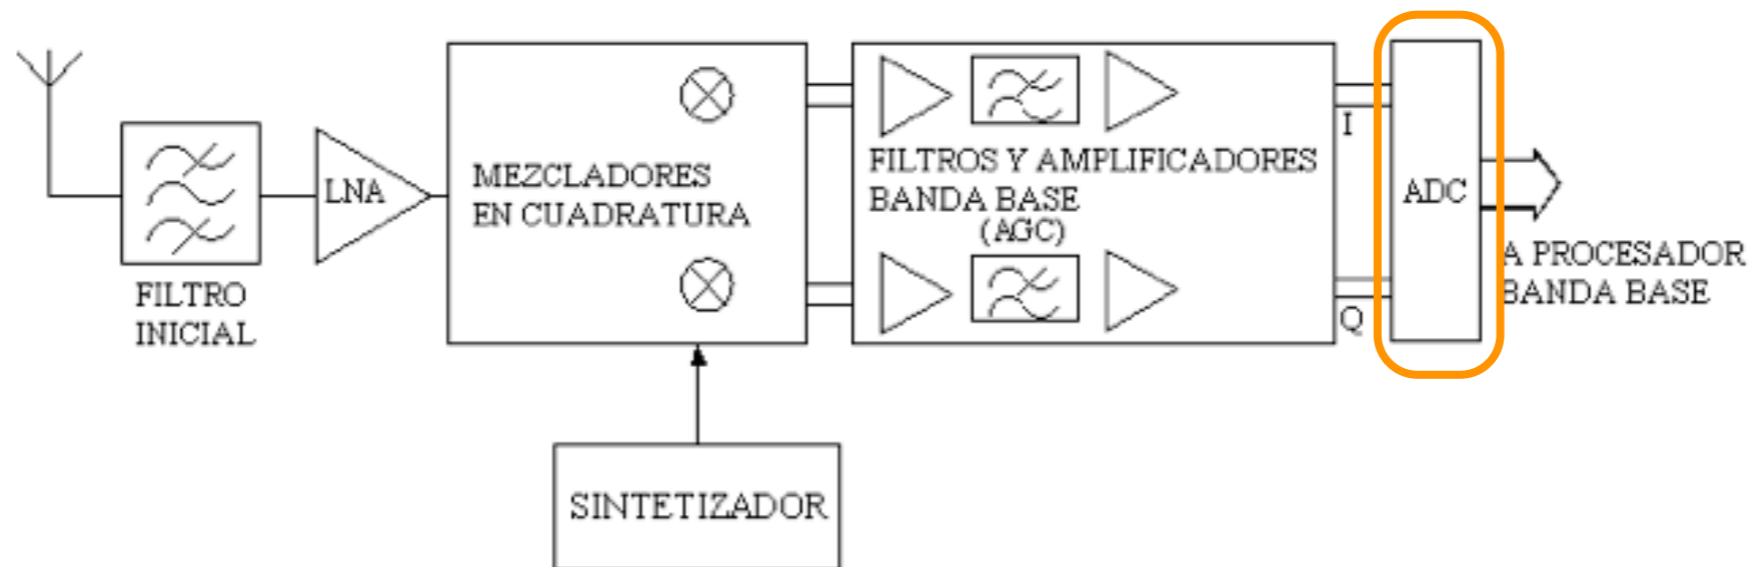 FILTRO
INICIAL
LNA
MEZCLADORES
EN CUADRATURA
SINTETIZADOR
FILTROS Y AMPLIFICADORES
BANDA BASE
(AGC)
I
Q
ADC
A PROCESADOR
BANDA BASE